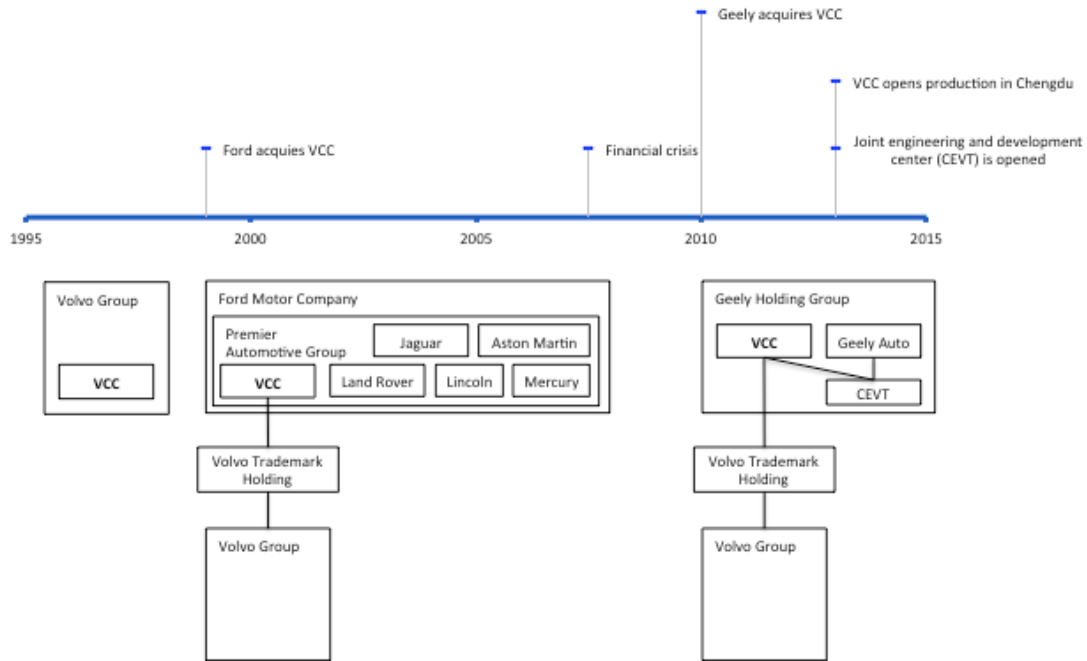 Geely acquires VCC
VCC opens production in Chengdu
Ford acquies VCC
Financial crisis
Joint engineering and development
center (CEVT) is opened
1995
2000
2005
2010
2015
Volvo Group
VCC
Ford Motor Company
Premier
Automotive Group
Jaguar
Aston Martin
VCC
Land Rover
Lincoln
Mercury
Volvo Trademark
Holding
Volvo Group
Geely Holding Group
VCC
Geely Auto
CEVT
Volvo Trademark
Holding
Volvo Group